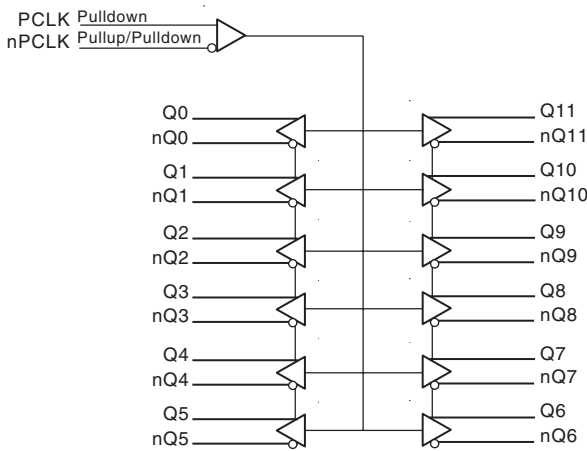 PCLK Pulldown
nPCLK Pullup/Pulldown
Q0
nQ0
Q1
nQ1
Q2
nQ2
Q3
nQ3
Q4
nQ4
Q5
nQ5
Q11
nQ11
Q10
nQ10
Q9
nQ9
Q8
nQ8
Q7
nQ7
Q6
nQ6